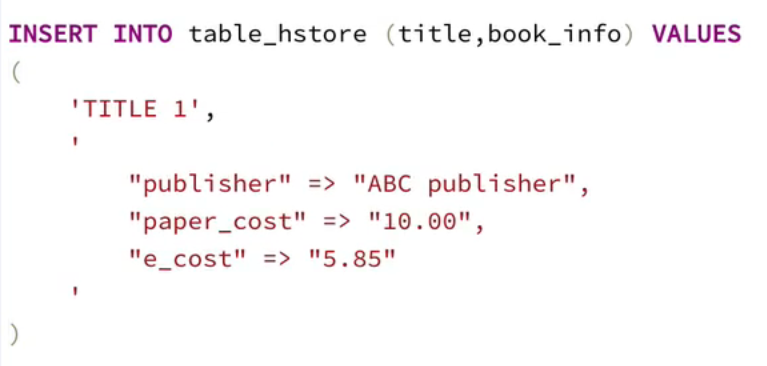 INSERT INTO table_hstore (title,book_info) VALUES
(
'TITLE 1',
'
"publisher" => "ABC publisher",
"paper_cost" => "10.00",
"e_cost" => "5.85"
'
)